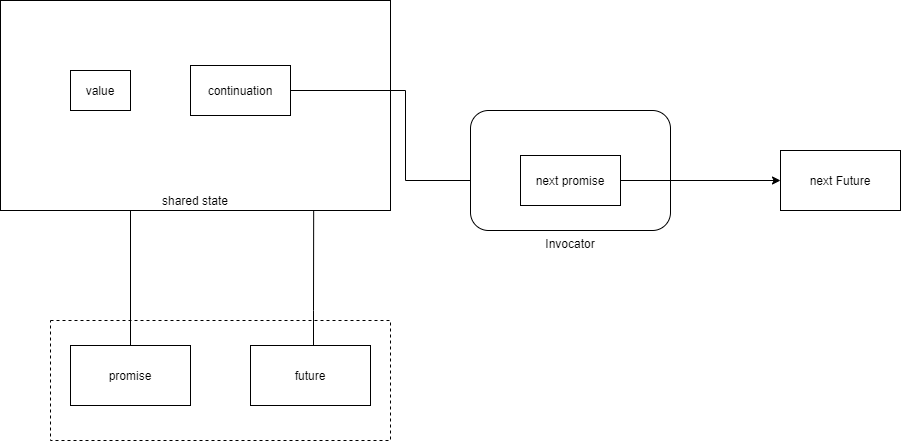 value
continuation
shared state
next promise
Invocator
next Future
promise
future